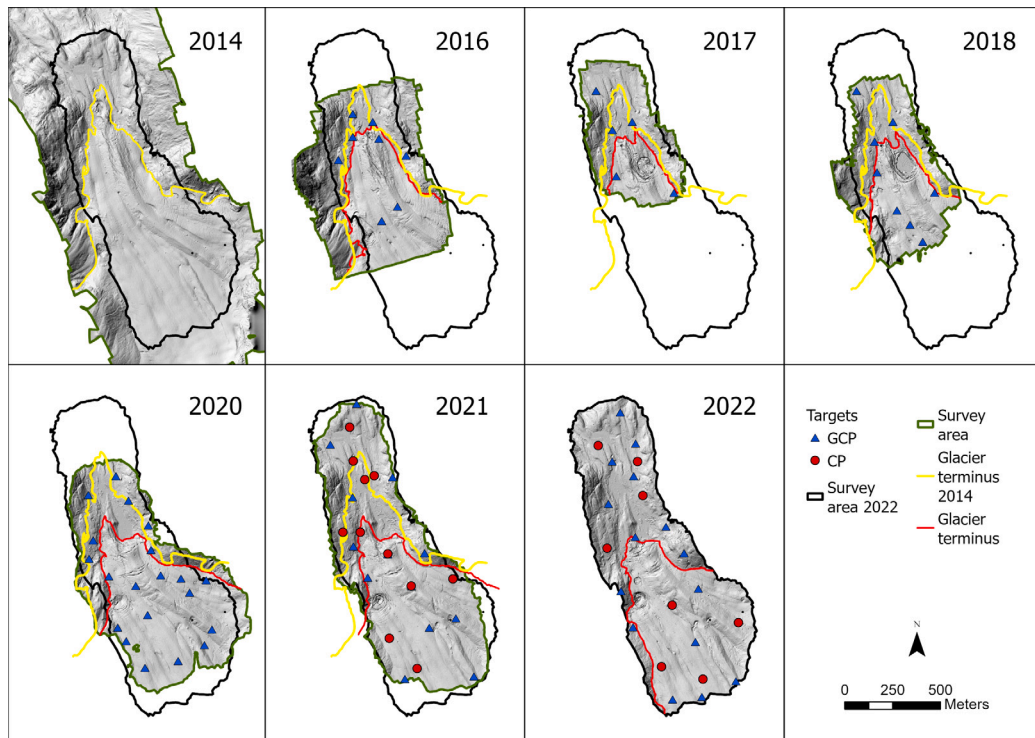 2014
2016
2017
2018
2020
2021
2022
Targets
GCP
CP
Survey
area 2022
Survey
area
Glacier
terminus
2014
Glacier
terminus
N
0 250 500
Meters